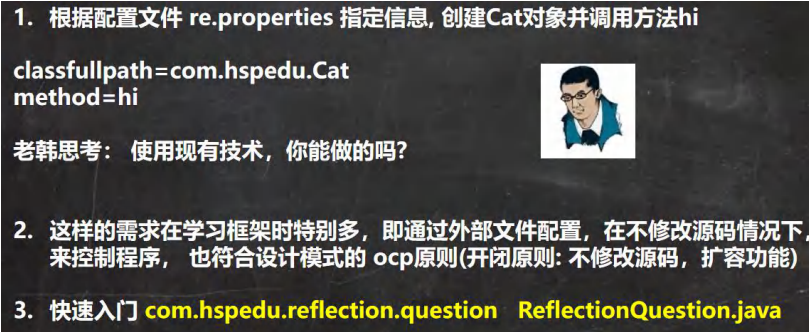 1. 根据配置文件 re.properties 指定信息, 创建Cat对象并调用方法hi
classfullpath=com.hspedu.Cat
method=hi
老韩思考： 使用现有技术，你能做的吗?
2. 这样的需求在学习框架时特别多，即通过外部文件配置，在不修改源码情况下，
来控制程序， 也符合设计模式的 ocp原则(开闭原则: 不修改源码，扩容功能)
3. 快速入门 com.hspedu.reflection.question ReflectionQuestion.java